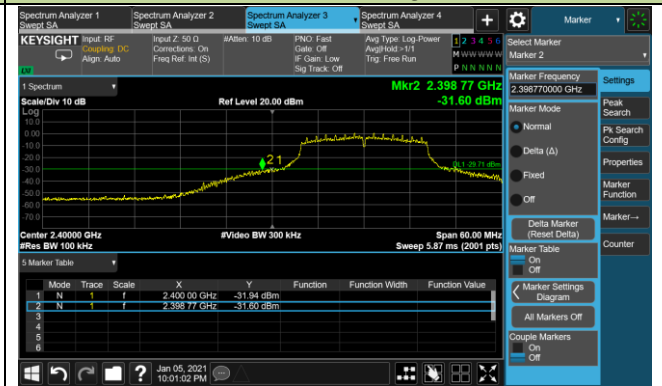 Spectrum Analyzer 1 Spectrum Analyzer 2 Spectrum Analyzer 3 Spectrum Analyzer 4 + Marker
Swept SA Swept SA Swept SA Swept SA
KEYSIGHT Input: RF Input Z: 50 Ω #Atten: 10 dB PNO: Fast Avg Type: Log-Power 1 2 3 4 5 6 Select Marker
Coupling: DC Corrections: On Gate: Off Avg|Hold:>1/1 M W W W W W Marker 2
Align: Auto Freq Ref: Int (S) IF Gain: Low Trig: Free Run
Sig Track: Off P N N N N N
1 Spectrum Mkr2 2.398 77 GHz Marker Frequency Settings
Scale/Div 10 dB Ref Level 20.00 dBm -31.60 dBm 2.398770000 GHz
Log Marker Mode Peak Search
10.0
0.00 Normal Pk Search Config
-10.0
-20.0 2 1 Delta (Δ)
-30.0 DL1 -29.71 dBm Properties
-40.0 Fixed
-50.0 Marker Function
-60.0 Off
-70.0
Center 2.40000 GHz #Video BW 300 kHz Span 60.00 MHz Delta Marker Marker→
#Res BW 100 kHz Sweep 5.87 ms (2001 pts) (Reset Delta)
5 Marker Table Marker Table Counter
On
Off
Mode Trace Scale X Y Function Function Width Function Value
1 N 1 f 2.400 00 GHz -31.94 dBm Marker Settings
2 N 1 f 2.398 77 GHz -31.60 dBm Diagram
3
4 All Markers Off
5 Couple Markers
6 On
Off
? Jan 05, 2021
10:01:02 PM